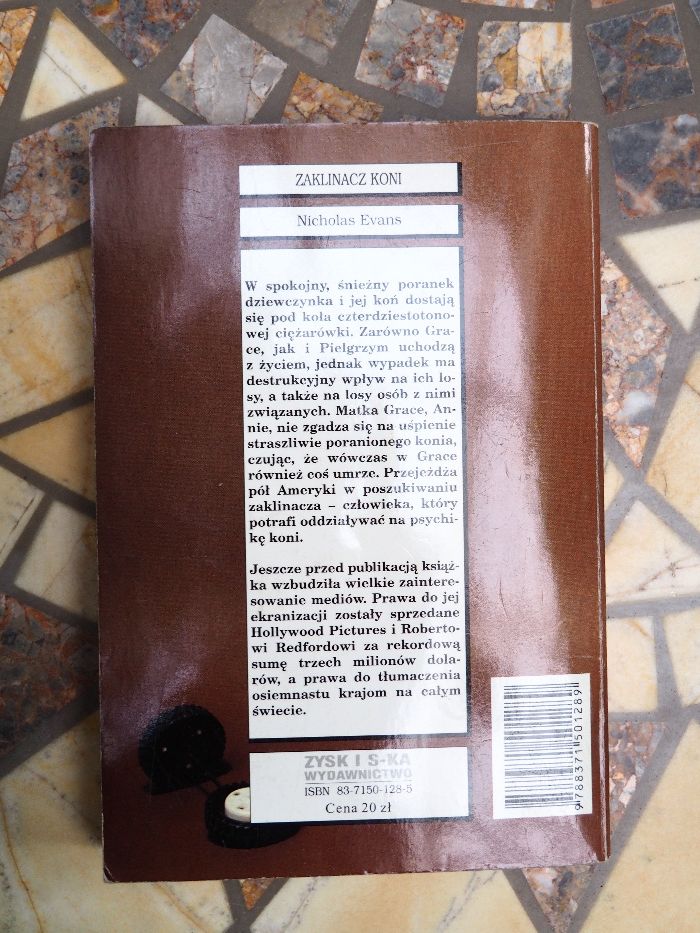 ZAKLINACZ KONI
Nicholas Evans
W spokojny, śnieżny poranek
dziewczynka i jej koń dostają
się pod koła czterdziestotono-
wej ciężarówki. Zarówno Gra-
ce, jak i Pielgrzym uchodzą
z życiem, jednak wypadek ma
destrukcyjny wpływ na ich lo-
sy, a także na losy osób z nimi
związanych. Matka Grace, An-
nie, nie zgadza się na uśpienie
straszliwie poranionego konia,
czując, że wówczas w Grace
również coś umrze. Przejeżdża
pół Ameryki w poszukiwaniu
zaklinacza – człowieka, który
potrafi oddziaływać na psychi-
kę koni.
Jeszcze przed publikacją książ-
ka wzbudziła wielkie zaintere-
sowanie mediów. Prawa do jej
ekranizacji zostały sprzedane
Hollywood Pictures i Roberto-
wi Redfordowi za rekordową
sumę trzech milionów dola-
rów, a prawa do tłumaczenia
osiemnastu krajom na całym
świecie.
ZYSK I S-KA
WYDAWNICTWO
ISBN 83-7150-128-5
Cena 20 zł
9788371501289